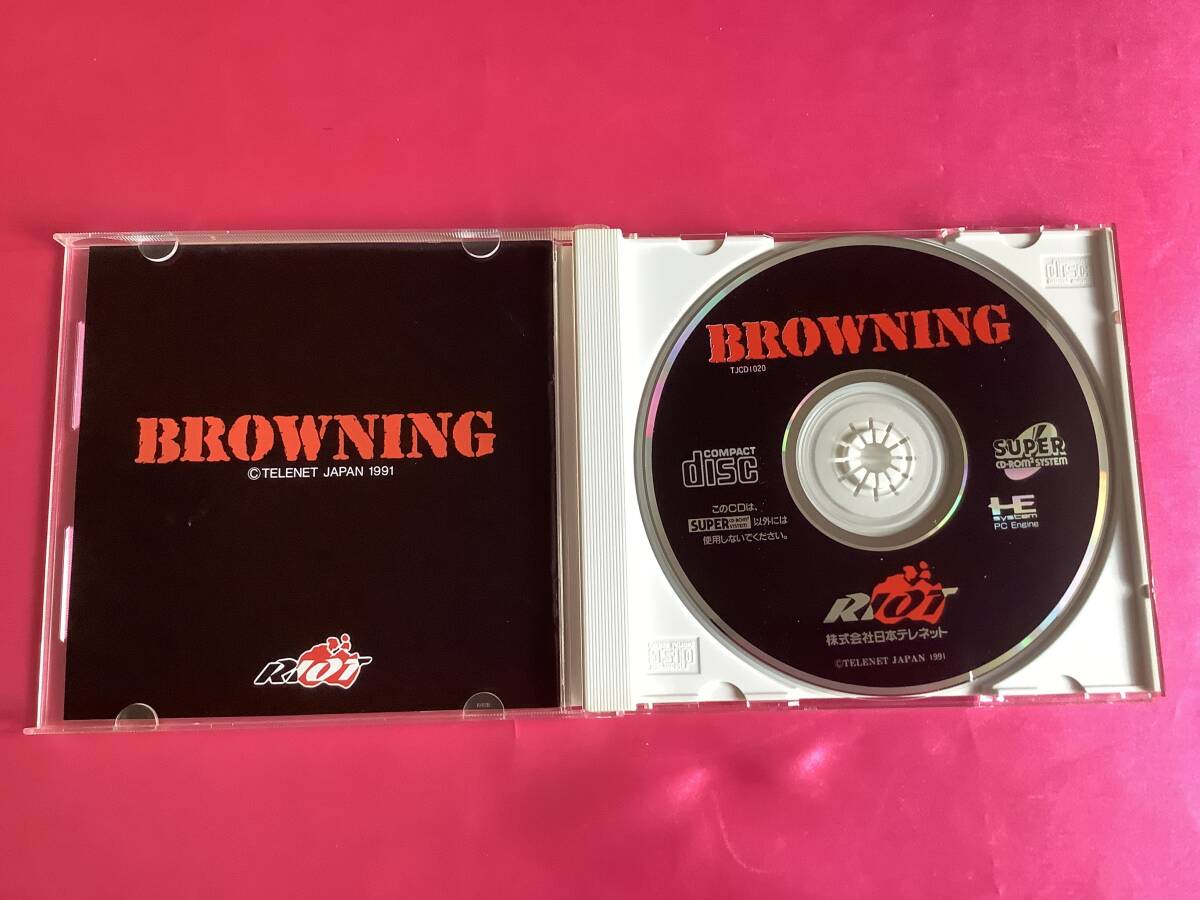 BROWNING
©TELENET JAPAN 1991
RIOT
BROWNING
TJCD1020
COMPACT
disc
SUPER
CD-ROM² SYSTEM
このCDは、
SUPER CD-ROM² SYSTEM 以外には
使用しないでください。
HE
system
PC Engine
RIOT
株式会社日本テレネット
©TELENET JAPAN 1991
disc
disc